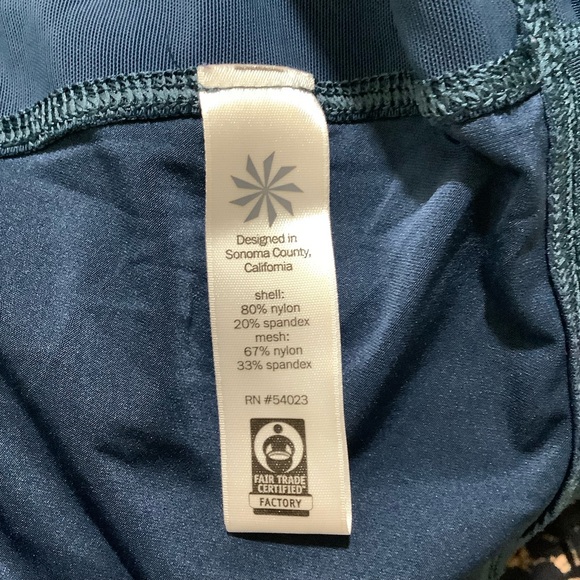 Designed in
Sonoma County,
California
shell:
80% nylon
20% spandex
mesh:
67% nylon
33% spandex
RN #54023
FAIR TRADE
CERTIFIED™
FACTORY